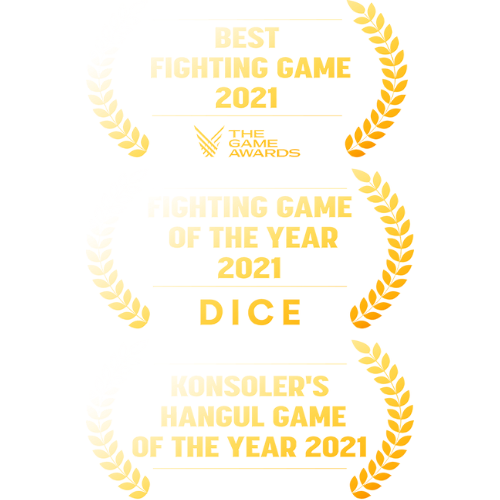 BEST
FIGHTING GAME
2021
THE
GAME
AWARDS
FIGHTING GAME
OF THE YEAR
2021
DICE
KONSOLER'S
HANGUL GAME
OF THE YEAR 2021